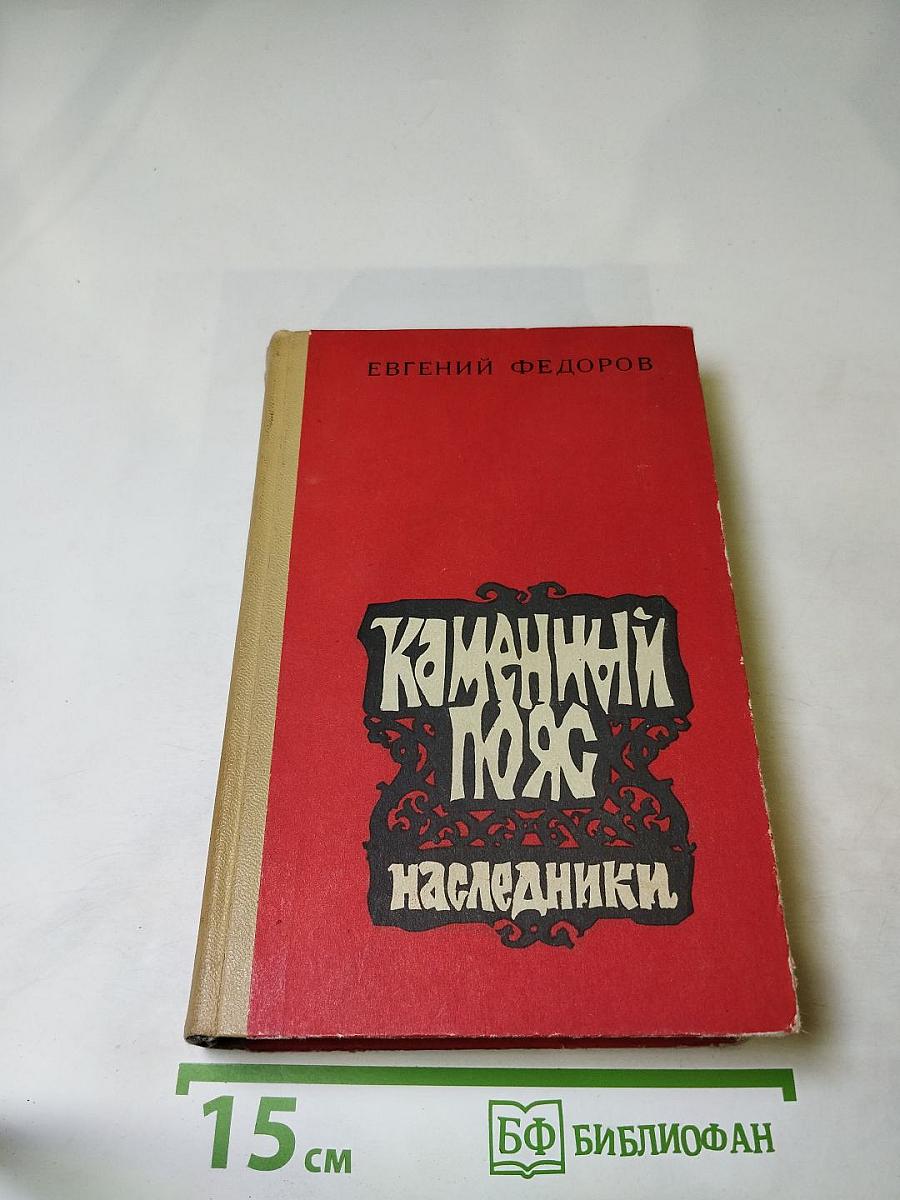 ЕВГЕНИЙ ФЕДОРОВ
Каменный
пояс
наследники
15 см
БФ БИБЛИОФАН